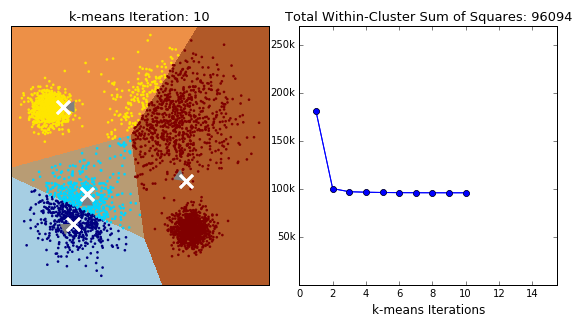 k-means Iteration: 10
Total Within-Cluster Sum of Squares: 96094
250k
200k
150k
100k
50k
0 2 4 6 8 10 12 14
k-means Iterations